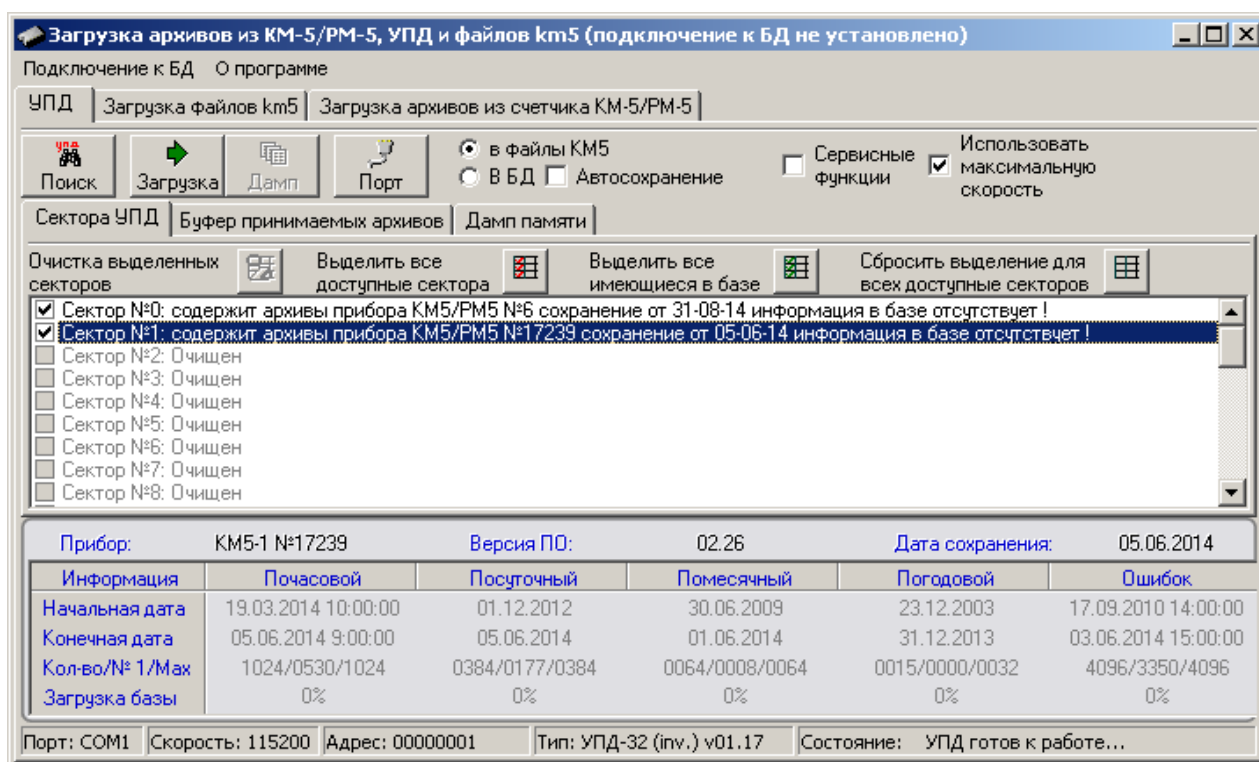 Загрузка архивов из КМ-5/РМ-5, УПД и файлов km5 (подключение к БД не установлено)
Подключение к БД О программе
УПД Загрузка файлов km5 Загрузка архивов из счетчика КМ-5/РМ-5
упд
Поиск Загрузка Дамп Порт
в файлы КМ5
В БД Автосохранение
Сервисные
функции
Использовать
максимальную
скорость
Сектора УПД Буфер принимаемых архивов Дамп памяти
Очистка выделенных
секторов
Выделить все
доступные сектора
Выделить все
имеющиеся в базе
Сбросить выделение для
всех доступные секторов
Сектор №0: содержит архивы прибора КМ5/РМ5 №6 сохранение от 31-08-14 информация в базе отсутствует !
Сектор №1: содержит архивы прибора КМ5/РМ5 №17239 сохранение от 05-06-14 информация в базе отсутствует !
Сектор №2: Очищен
Сектор №3: Очищен
Сектор №4: Очищен
Сектор №5: Очищен
Сектор №6: Очищен
Сектор №7: Очищен
Сектор №8: Очищен
Прибор: КМ5-1 №17239 Версия ПО: 02.26 Дата сохранения: 05.06.2014
Информация Почасовой Посуточный Помесячный Погодовой Ошибок
Начальная дата 19.03.2014 10:00:00 01.12.2012 30.06.2009 23.12.2003 17.09.2010 14:00:00
Конечная дата 05.06.2014 9:00:00 05.06.2014 01.06.2014 31.12.2013 03.06.2014 15:00:00
Кол-во/№ 1/Max 1024/0530/1024 0384/0177/0384 0064/0008/0064 0015/0000/0032 4096/3350/4096
Загрузка базы 0% 0% 0% 0% 0%
Порт: COM1 Скорость: 115200 Адрес: 00000001 Тип: УПД-32 (inv.) v01.17 Состояние: УПД готов к работе...